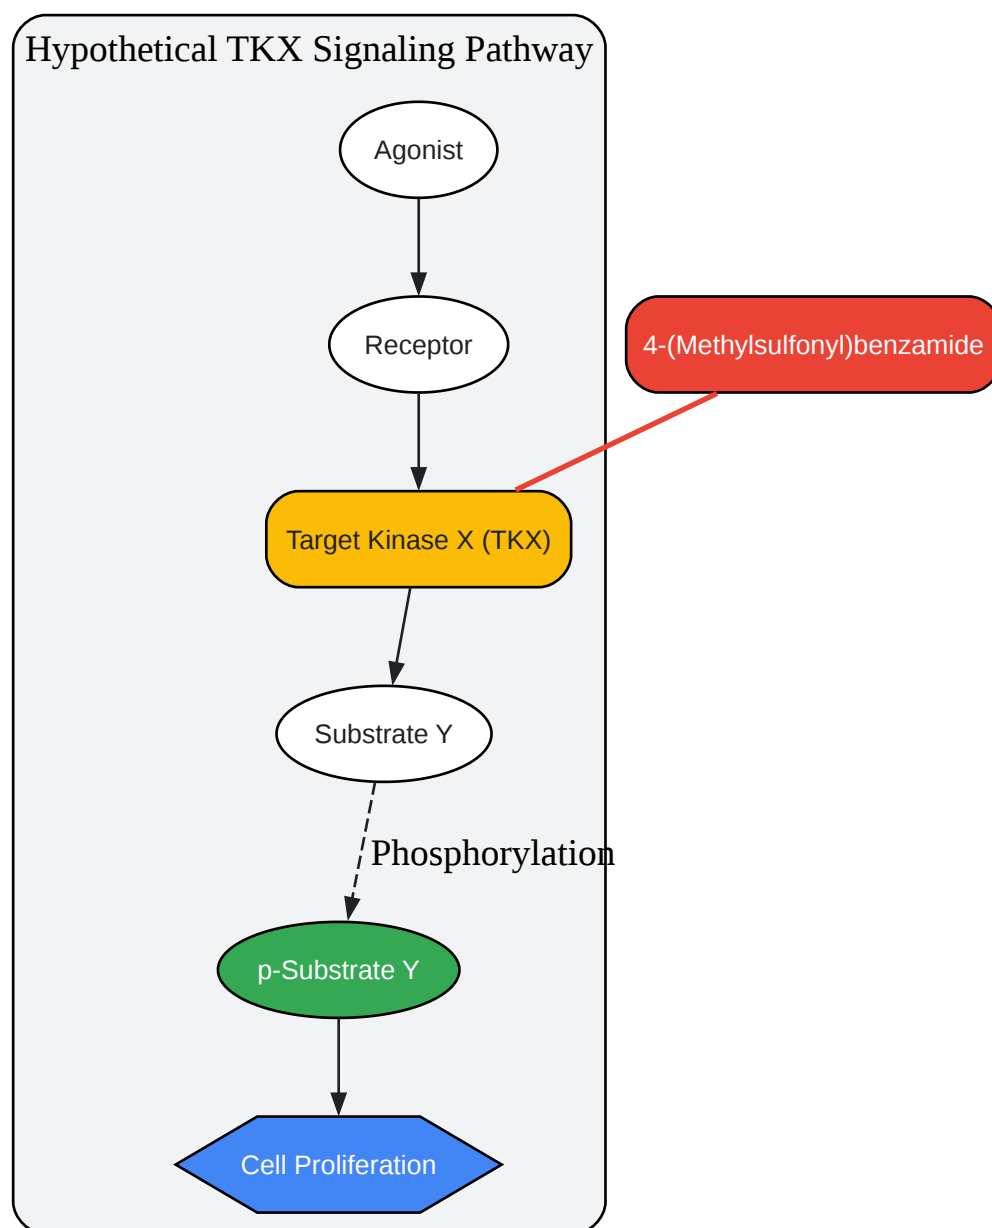 Hypothetical TKX Signaling Pathway
Agonist
Receptor
4-(Methylsulfonyl)benzamide
Target Kinase X (TKX)
Substrate Y
Phosphorylation
p-Substrate Y
Cell Proliferation